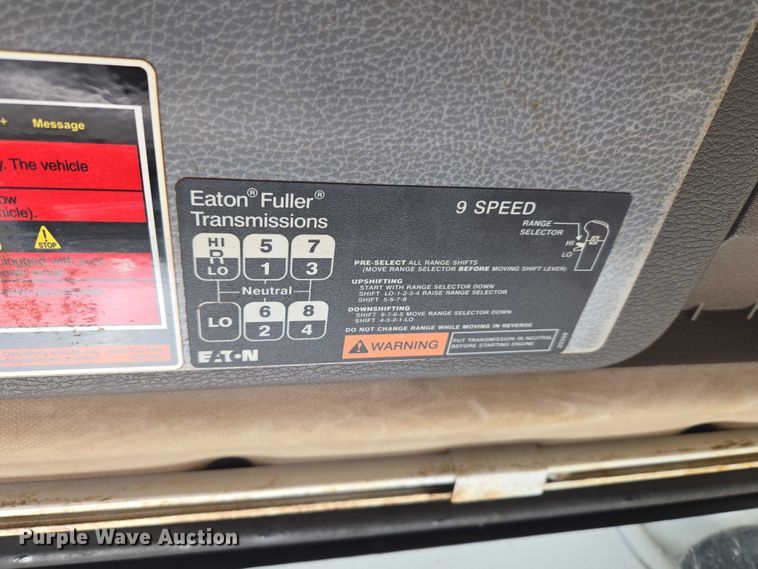 + Message
y. The vehicle
ow
hicle).
STOP
clogged with soot
Eaton® Fuller®
Transmissions
9 SPEED
RANGE
SELECTOR
HI
LO
HI
R
LO
5
1
7
3
Neutral
LO
6
2
8
4
EATON
PRE-SELECT ALL RANGE SHIFTS
(MOVE RANGE SELECTOR BEFORE MOVING SHIFT LEVER)
UPSHIFTING
START WITH RANGE SELECTOR DOWN
SHIFT LO-1-2-3-4 RAISE RANGE SELECTOR
SHIFT 5-6-7-8
DOWNSHIFTING
SHIFT 8-7-6-5 MOVE RANGE SELECTOR DOWN
SHIFT 4-3-2-1-LO
DO NOT CHANGE RANGE WHILE MOVING IN REVERSE
WARNING
PUT TRANSMISSION IN NEUTRAL
BEFORE STARTING ENGINE
Purple Wave Auction